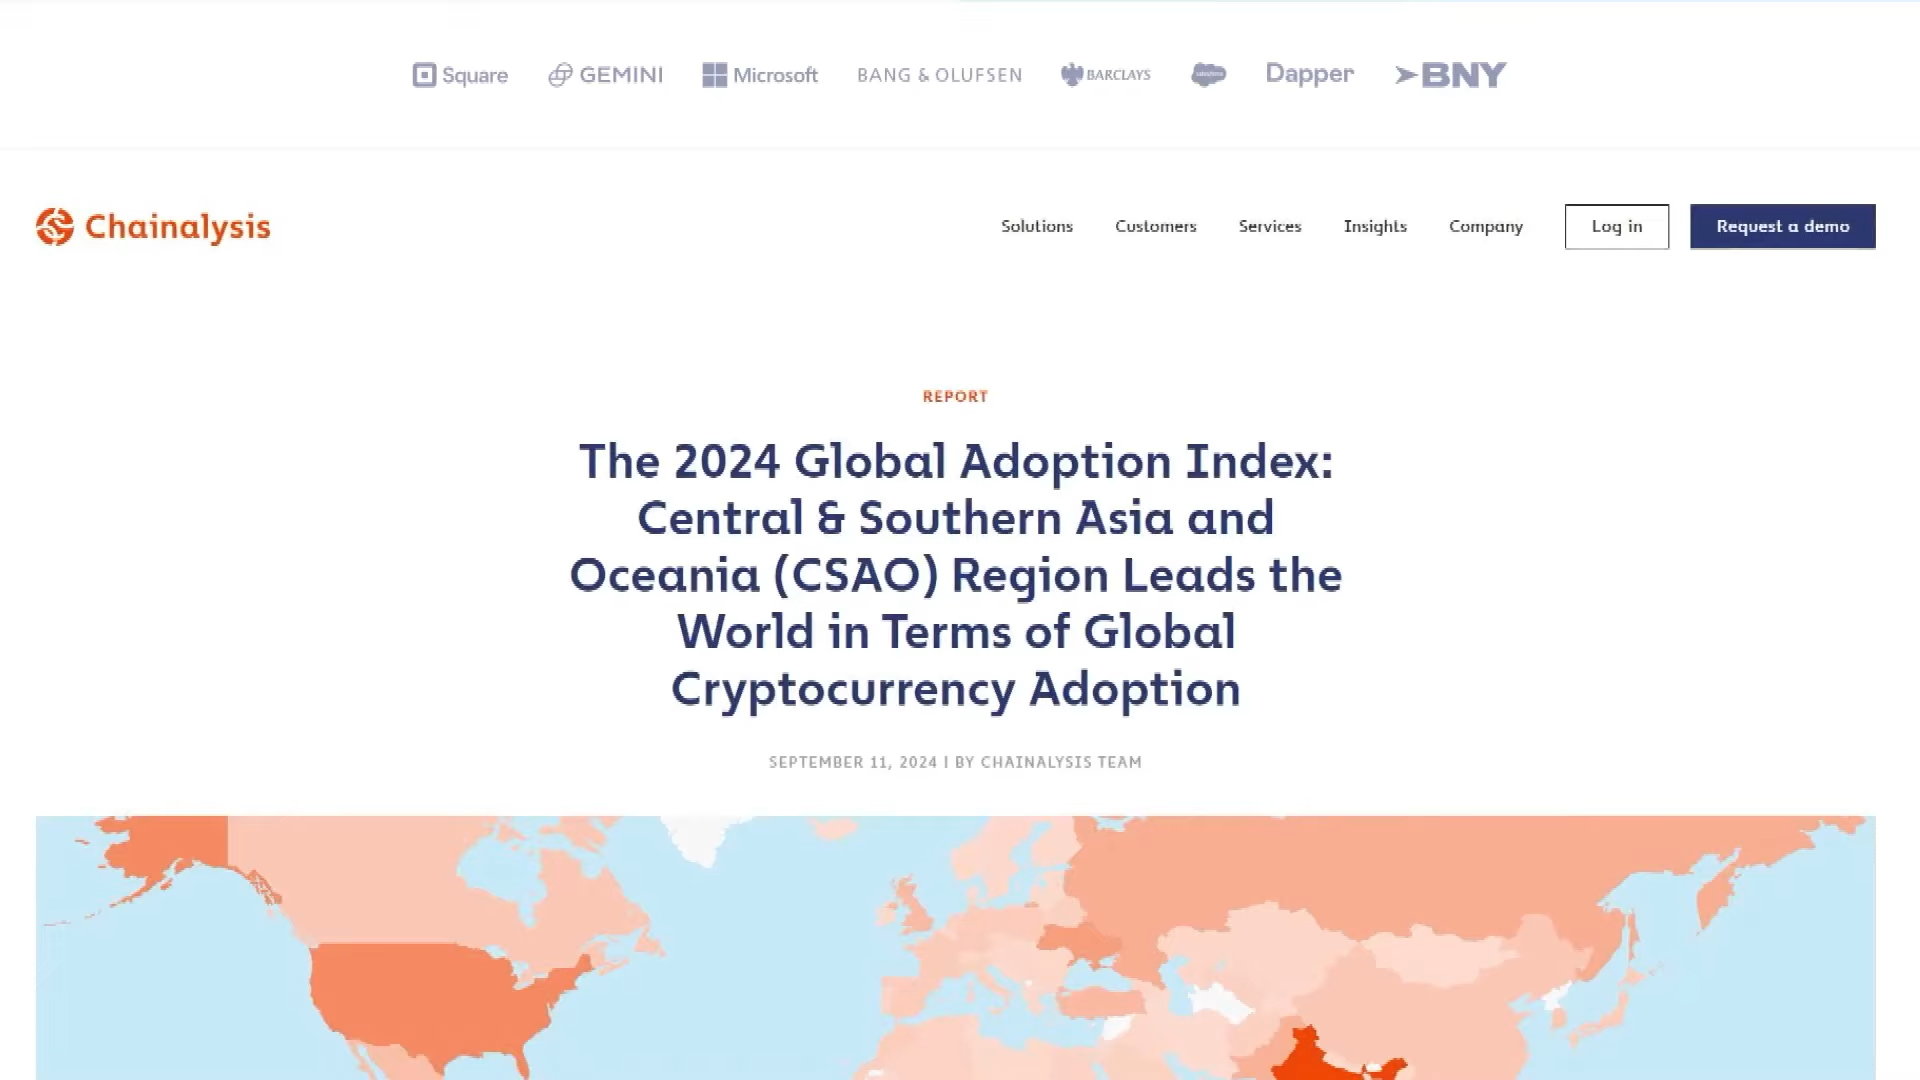 Square GEMINI Microsoft BANG & OLUFSEN BARCLAYS salesforce Dapper BNY
Chainalysis Solutions Customers Services Insights Company Log in Request a demo
REPORT
The 2024 Global Adoption Index:
Central & Southern Asia and
Oceania (CSAO) Region Leads the
World in Terms of Global
Cryptocurrency Adoption
SEPTEMBER 11, 2024 | BY CHAINALYSIS TEAM